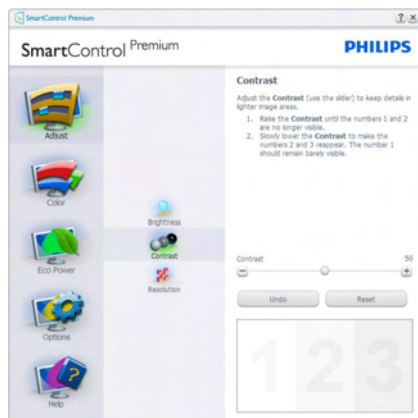 SmartControl Premium
SmartControl Premium
PHILIPS
Adjust
Color
Eco Power
Options
Help
Brightness
Contrast
Resolution
Contrast
Adjust the Contrast (use the slider) to keep details in
lighter image areas.
1. Raise the Contrast until the numbers 1 and 2
are no longer visible.
2. Slowly lower the Contrast to make the
numbers 2 and 3 reappear. The number 1
should remain barely visible.
Contrast:
50
Undo
Reset
1 2 3